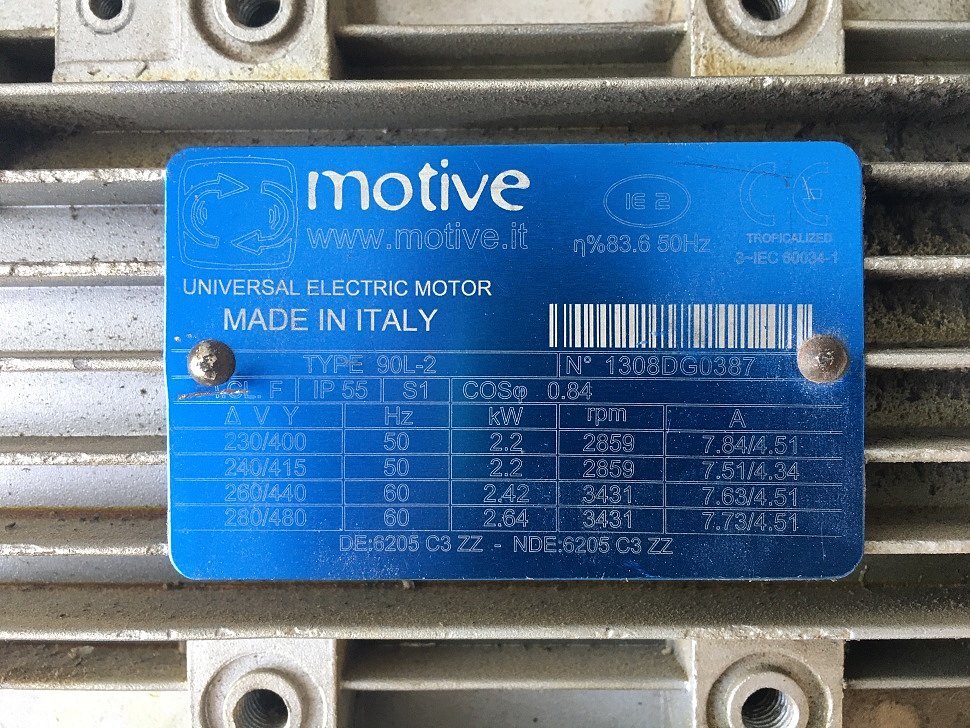 motive
www.motive.it
IE 2
η%83.6 50Hz
CE
TROPICALIZED
3~IEC 60034-1
UNIVERSAL ELECTRIC MOTOR
MADE IN ITALY
TYPE 90L-2 N° 1308DG0387
F IP 55 S1 COSφ 0.84
Δ V Y Hz kW rpm A
230/400 50 2.2 2859 7.84/4.51
240/415 50 2.2 2859 7.51/4.34
260/440 60 2.42 3431 7.63/4.51
280/480 60 2.64 3431 7.73/4.51
DE:6205 C3 ZZ - NDE:6205 C3 ZZ